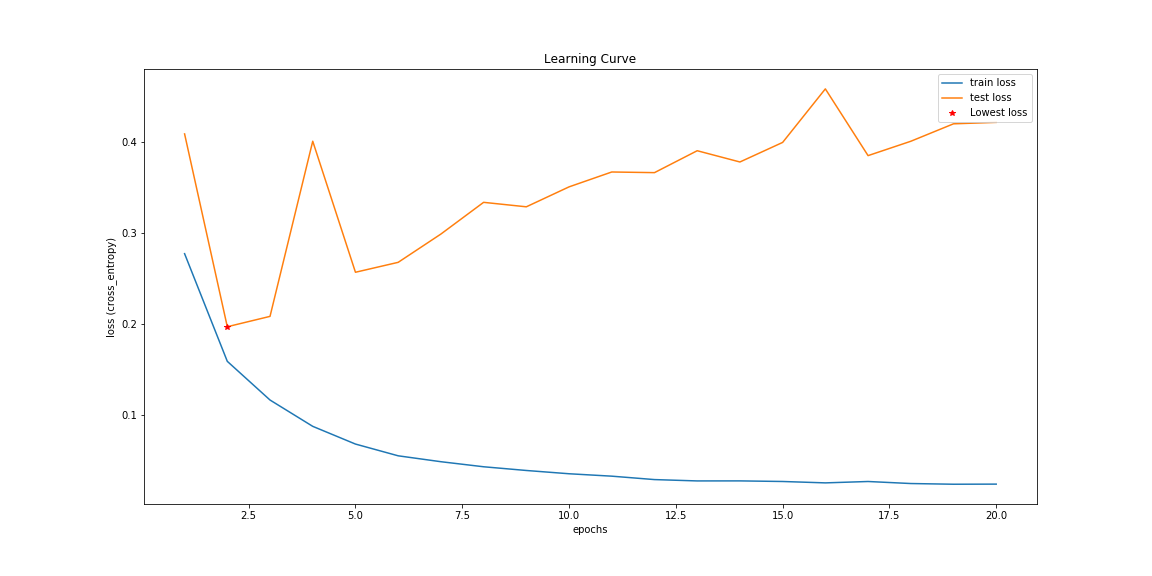 Learning Curve
train loss
test loss
Lowest loss
0.4
0.3
0.2
0.1
loss (cross_entropy)
2.5 5.0 7.5 10.0 12.5 15.0 17.5 20.0
epochs